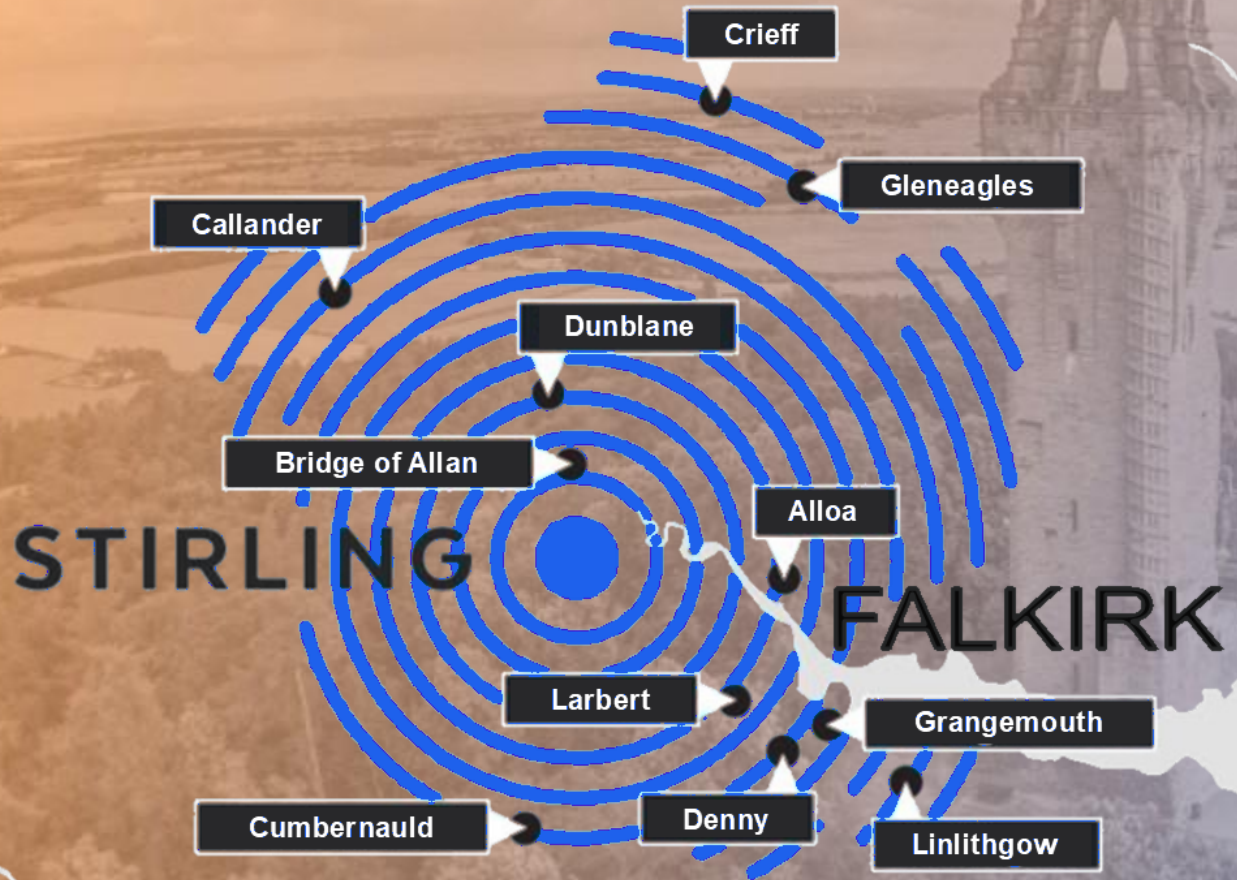 Crieff
Gleneagles
Callander
Dunblane
Bridge of Allan
Alloa
STIRLING
FALKIRK
Larbert
Grangemouth
Cumbernauld
Denny
Linlithgow